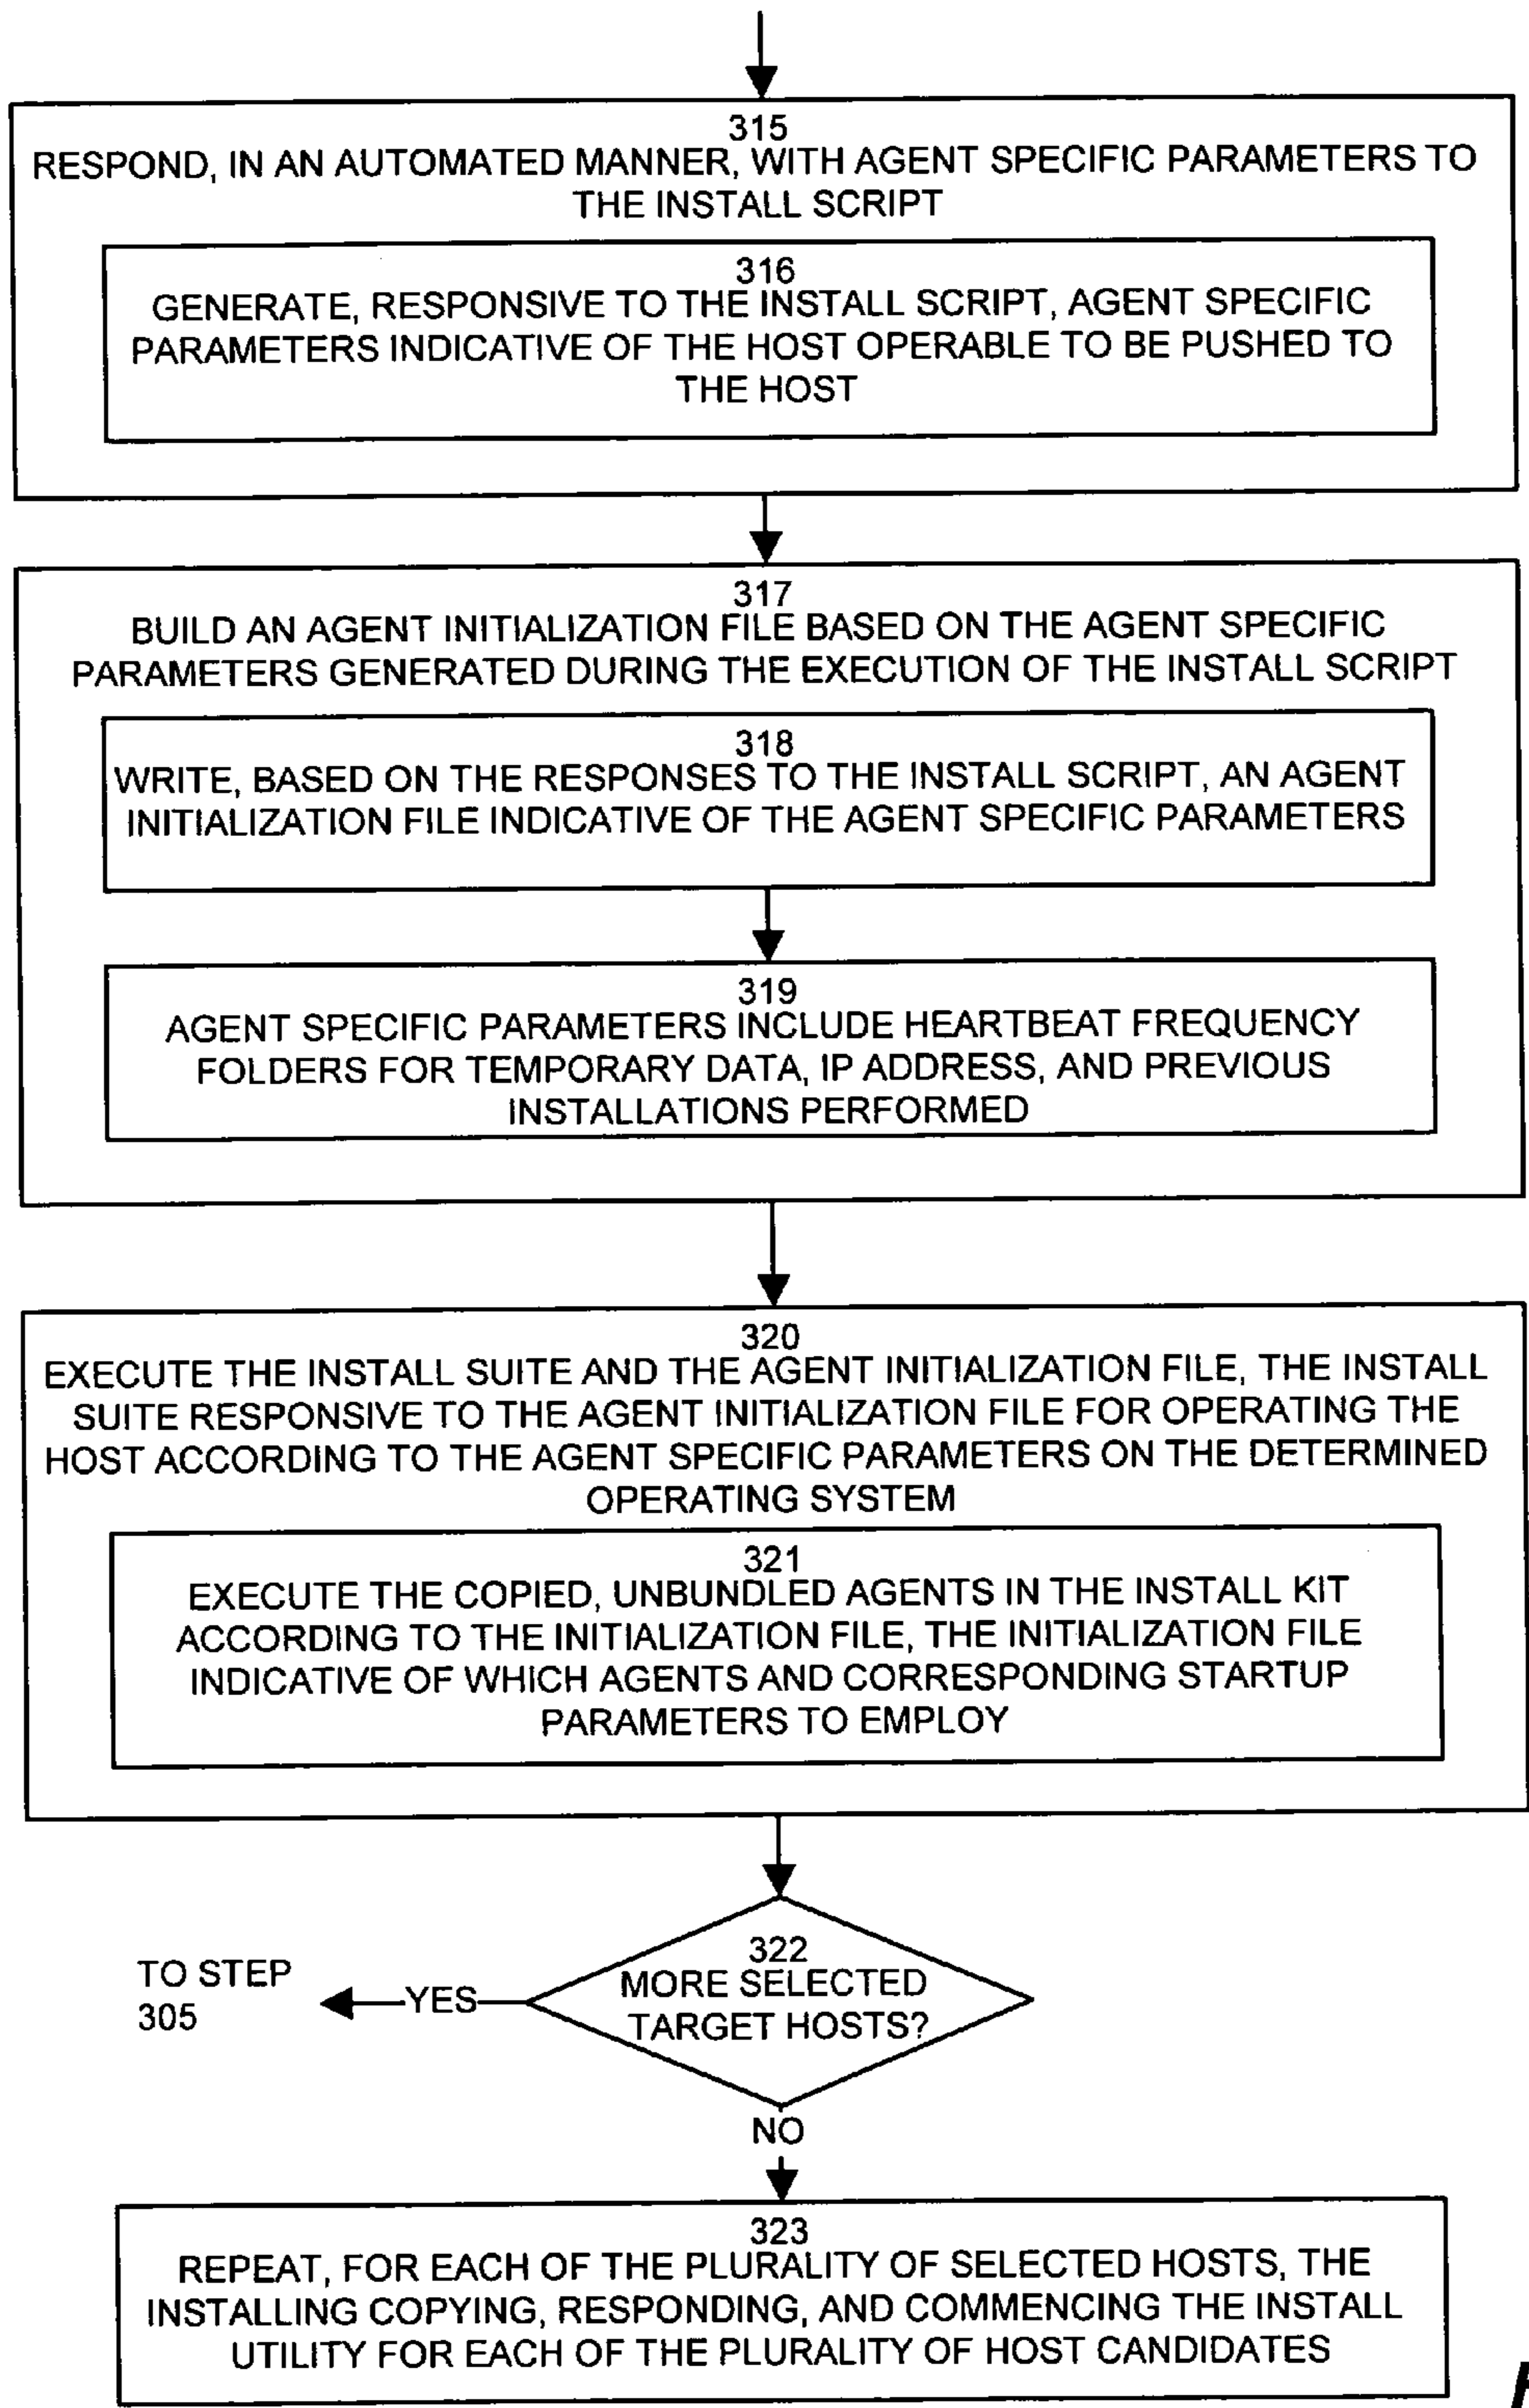 315
RESPOND, IN AN AUTOMATED MANNER, WITH AGENT SPECIFIC PARAMETERS TO
THE INSTALL SCRIPT
316
GENERATE, RESPONSIVE TO THE INSTALL SCRIPT, AGENT SPECIFIC
PARAMETERS INDICATIVE OF THE HOST OPERABLE TO BE PUSHED TO
THE HOST
317
BUILD AN AGENT INITIALIZATION FILE BASED ON THE AGENT SPECIFIC
PARAMETERS GENERATED DURING THE EXECUTION OF THE INSTALL SCRIPT
318
WRITE, BASED ON THE RESPONSES TO THE INSTALL SCRIPT, AN AGENT
INITIALIZATION FILE INDICATIVE OF THE AGENT SPECIFIC PARAMETERS
319
AGENT SPECIFIC PARAMETERS INCLUDE HEARTBEAT FREQUENCY
FOLDERS FOR TEMPORARY DATA, IP ADDRESS, AND PREVIOUS
INSTALLATIONS PERFORMED
320
EXECUTE THE INSTALL SUITE AND THE AGENT INITIALIZATION FILE, THE INSTALL
SUITE RESPONSIVE TO THE AGENT INITIALIZATION FILE FOR OPERATING THE
HOST ACCORDING TO THE AGENT SPECIFIC PARAMETERS ON THE DETERMINED
OPERATING SYSTEM
321
EXECUTE THE COPIED, UNBUNDLED AGENTS IN THE INSTALL KIT
ACCORDING TO THE INITIALIZATION FILE, THE INITIALIZATION FILE
INDICATIVE OF WHICH AGENTS AND CORRESPONDING STARTUP
PARAMETERS TO EMPLOY
322
MORE SELECTED
TARGET HOSTS?
YES
TO STEP
305
NO
323
REPEAT, FOR EACH OF THE PLURALITY OF SELECTED HOSTS, THE
INSTALLING COPYING, RESPONDING, AND COMMENCING THE INSTALL
UTILITY FOR EACH OF THE PLURALITY OF HOST CANDIDATES